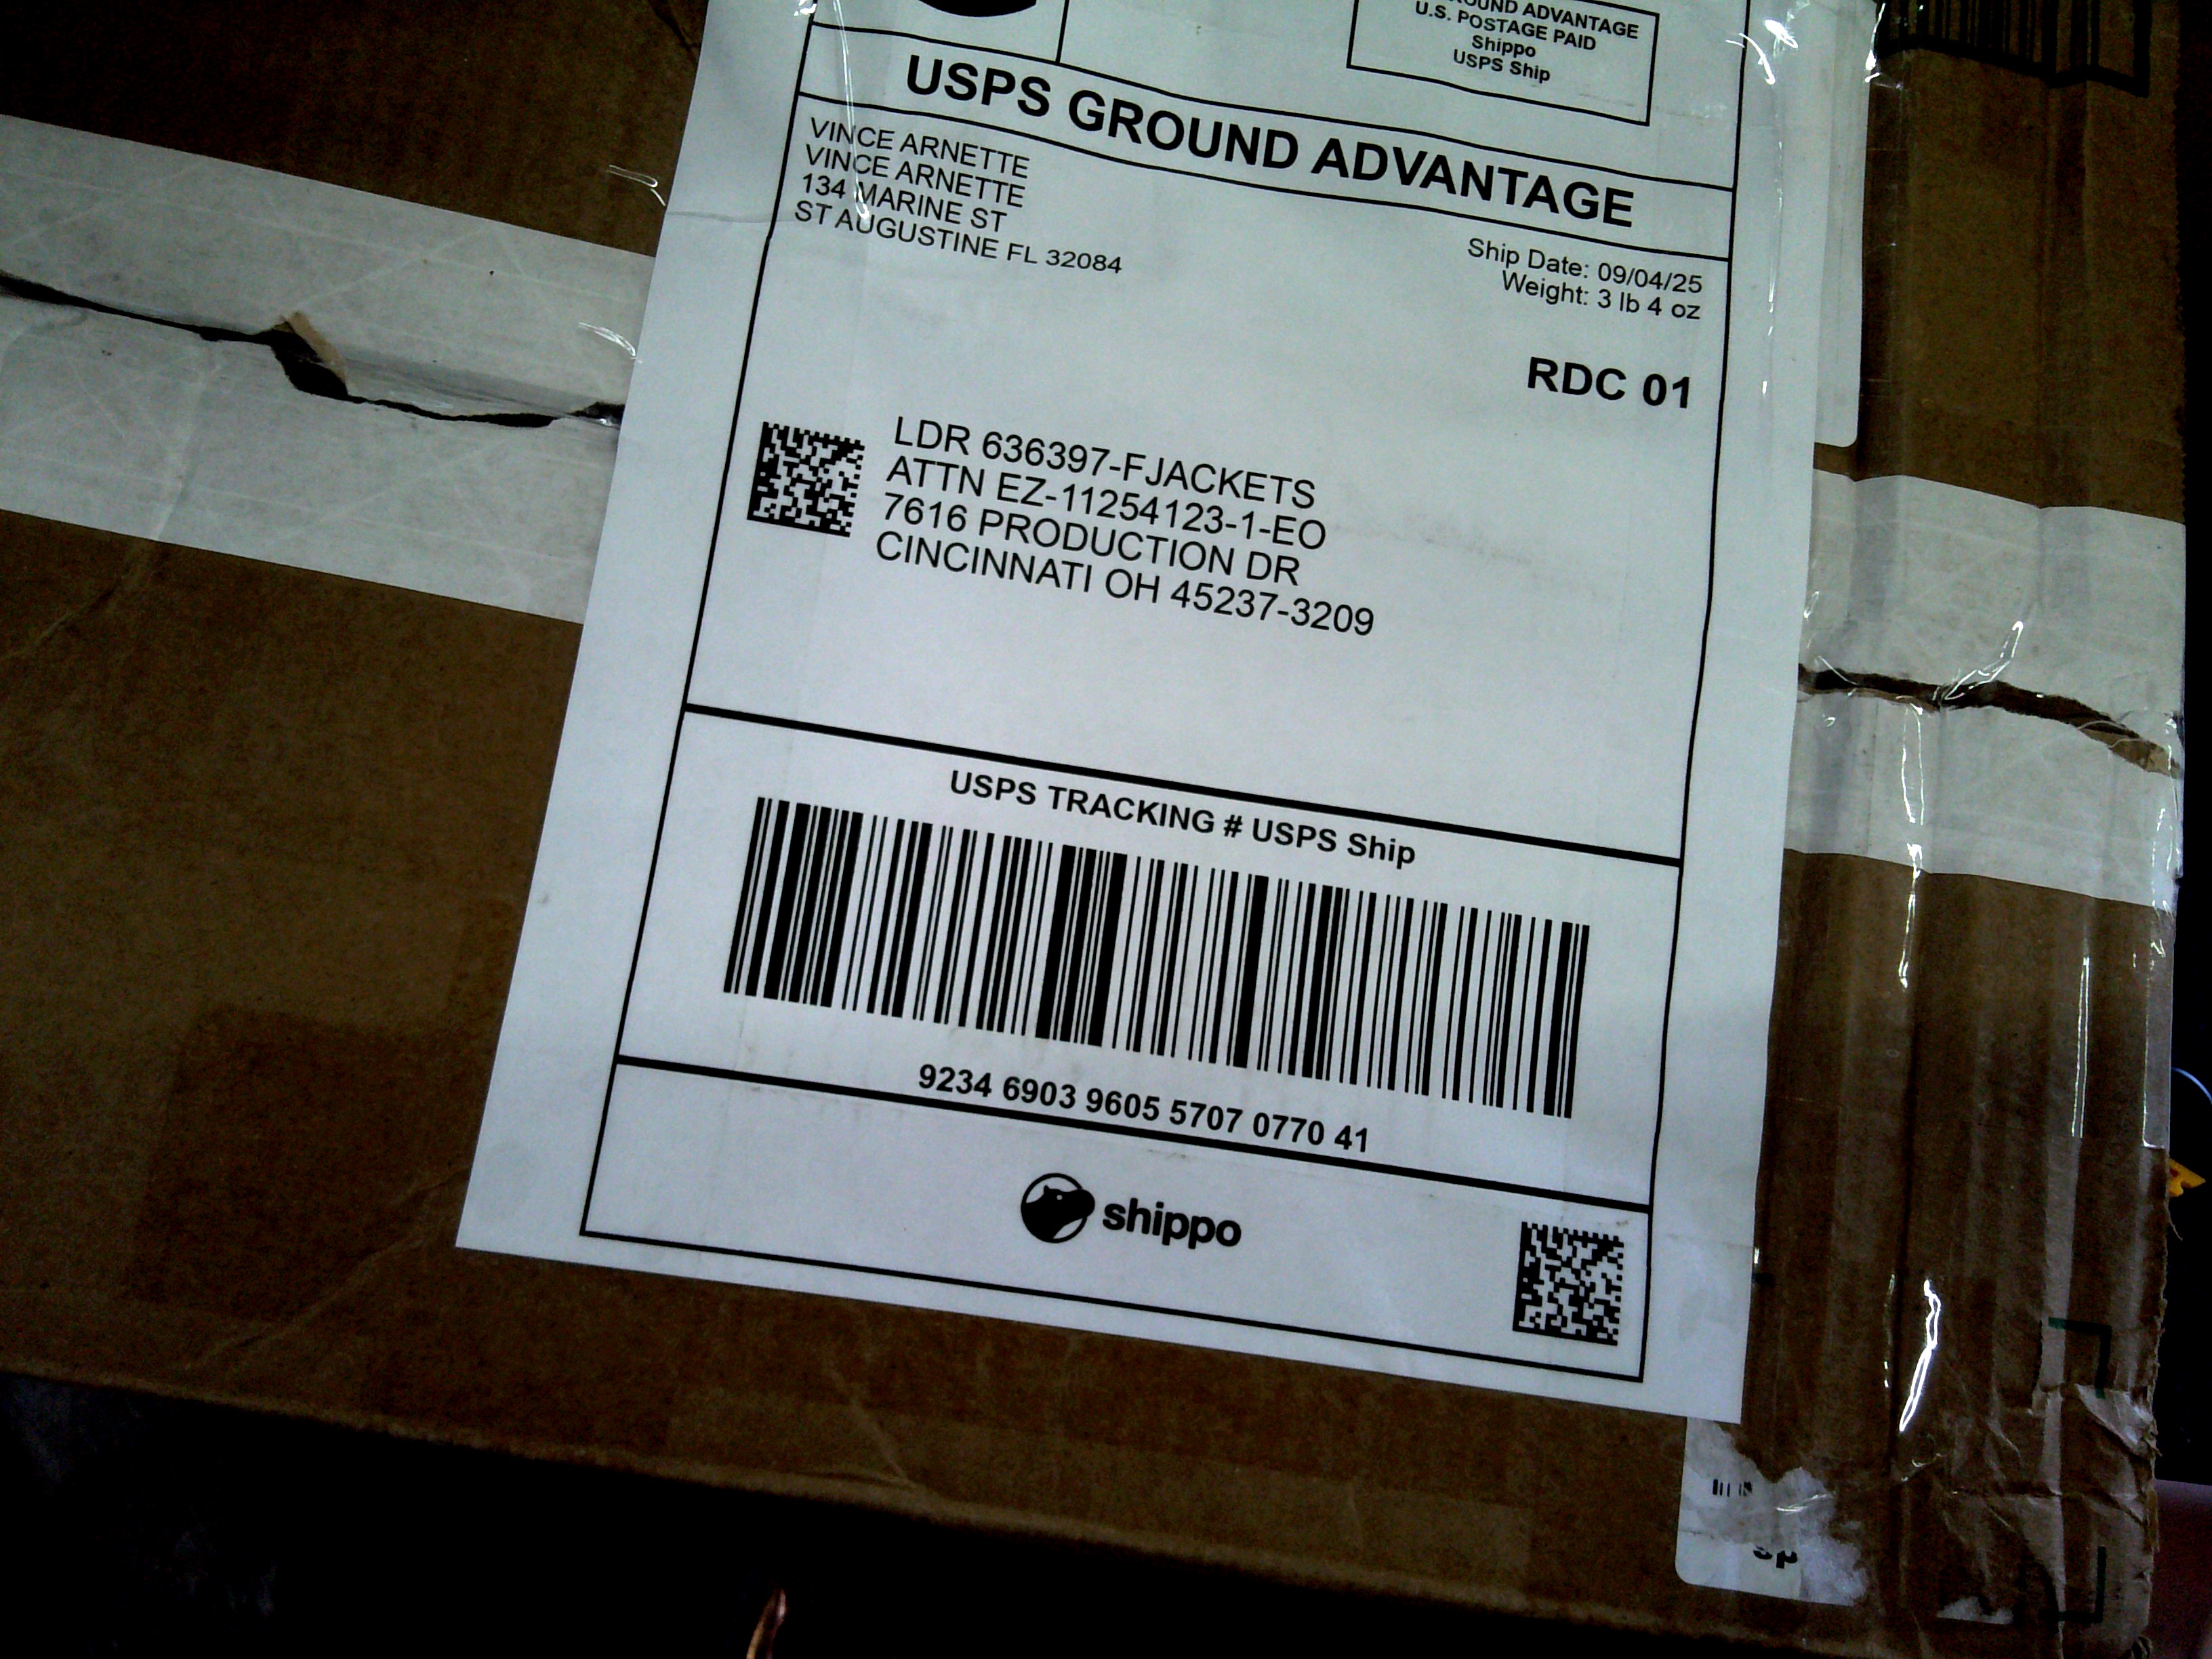 GROUND ADVANTAGE
U.S. POSTAGE PAID
Shippo
USPS Ship
USPS GROUND ADVANTAGE
VINCE ARNETTE
VINCE ARNETTE
134 MARINE ST
ST AUGUSTINE FL 32084
Ship Date: 09/04/25
Weight: 3 lb 4 oz
RDC 01
LDR 636397-FJACKETS
ATTN EZ-11254123-1-EO
7616 PRODUCTION DR
CINCINNATI OH 45237-3209
USPS TRACKING # USPS Ship
9234 6903 9605 5707 0770 41
shippo